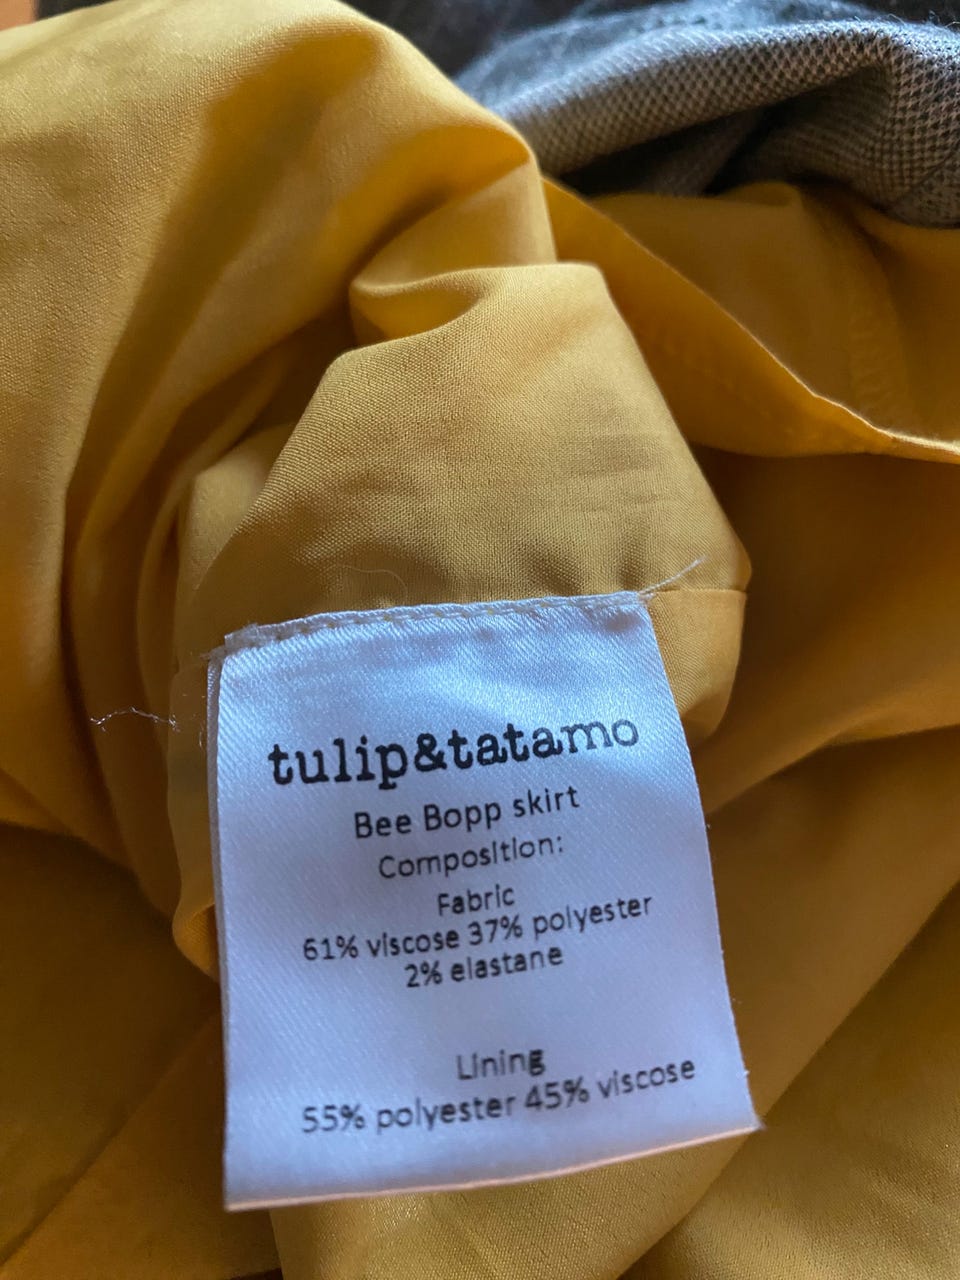 tulip&tatamo
Bee Bopp skirt
Composition:
Fabric
61% viscose 37% polyester
2% elastane
Lining
55% polyester 45% viscose